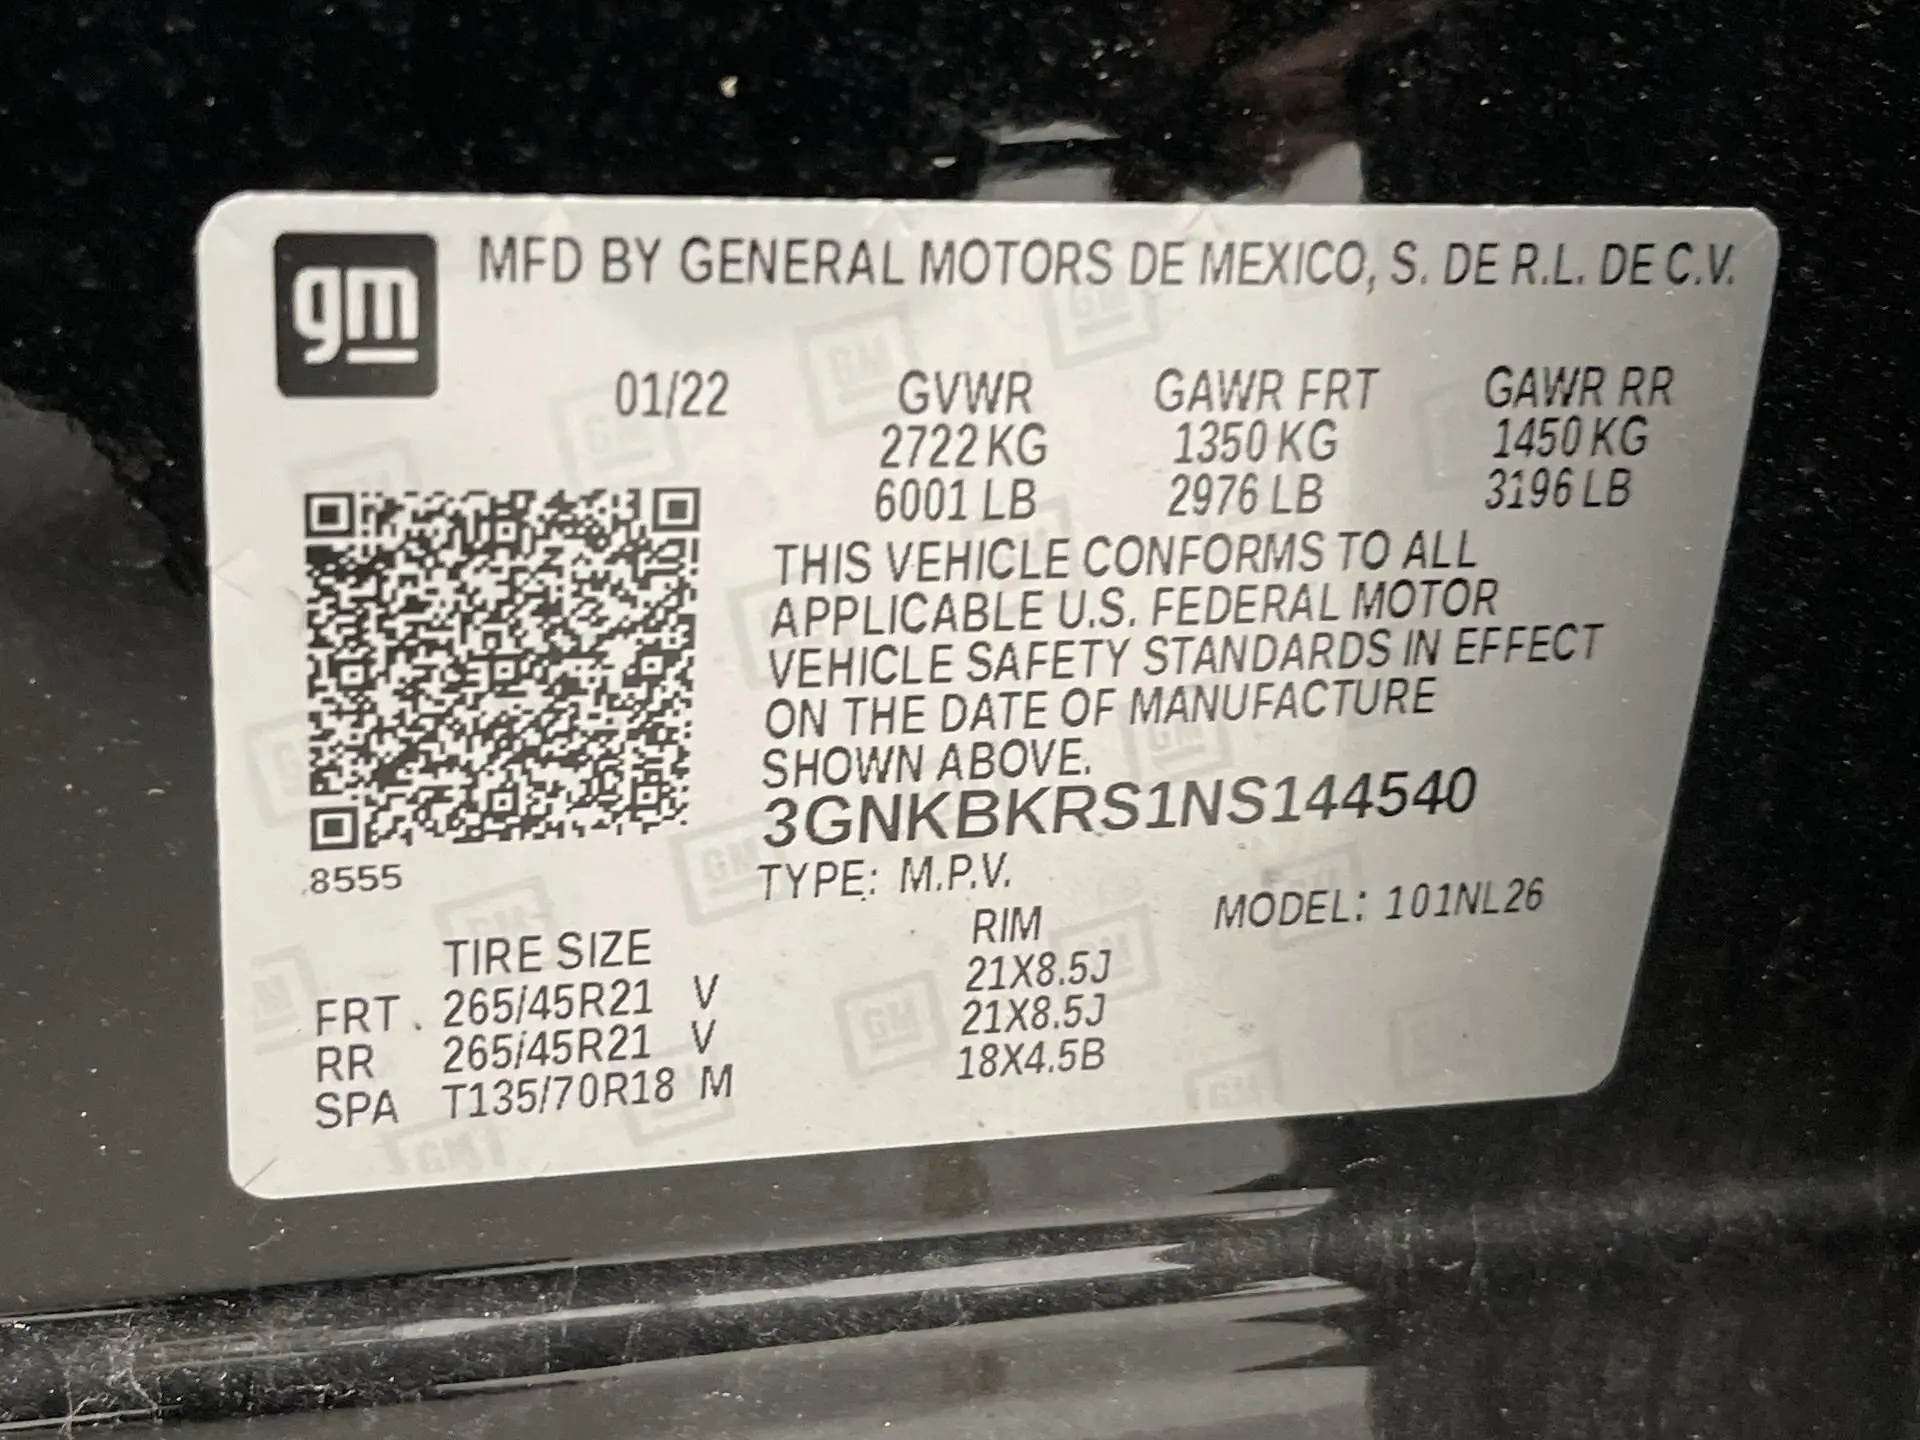 gm
MFD BY GENERAL MOTORS DE MEXICO, S. DE R.L. DE C.V.
01/22 GVWR GAWR FRT GAWR RR
2722 KG 1350 KG 1450 KG
6001 LB 2976 LB 3196 LB
THIS VEHICLE CONFORMS TO ALL
APPLICABLE U.S. FEDERAL MOTOR
VEHICLE SAFETY STANDARDS IN EFFECT
ON THE DATE OF MANUFACTURE
SHOWN ABOVE.
3GNKBKRS1NS144540
8555
TYPE: M.P.V. MODEL: 101NL26
TIRE SIZE RIM
FRT 265/45R21 V 21X8.5J
RR 265/45R21 V 21X8.5J
SPA T135/70R18 M 18X4.5B